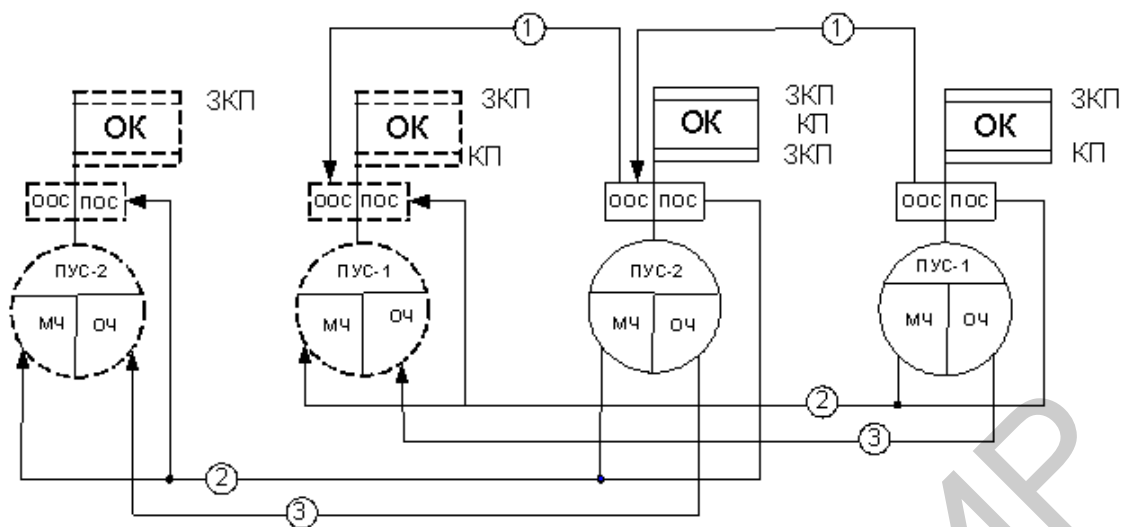 1 1
ЗКП
ОК
ООС ПОС
ПУС-2
МЧ ОЧ
ЗКП
ОК
КП
ООС ПОС
ПУС-1
МЧ ОЧ
ЗКП
ОК
КП
ЗКП
ООС ПОС
ПУС-2
МЧ ОЧ
ЗКП
ОК
КП
ООС ПОС
ПУС-1
МЧ ОЧ
2
3
2
3